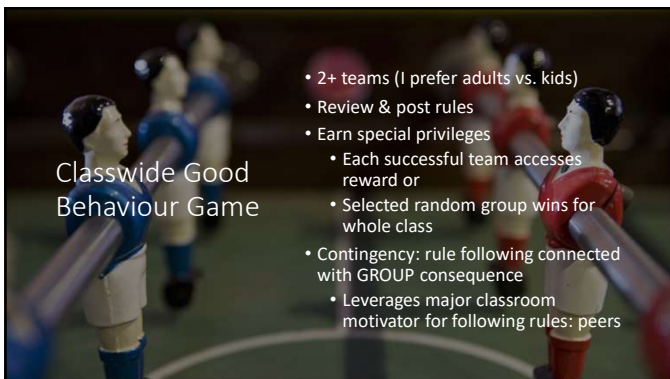 Classwide Good
Behaviour Game
• 2+ teams (I prefer adults vs. kids)
• Review & post rules
• Earn special privileges
• Each successful team accesses
reward or
• Selected random group wins for
whole class
• Contingency: rule following connected
with GROUP consequence
• Leverages major classroom
motivator for following rules: peers